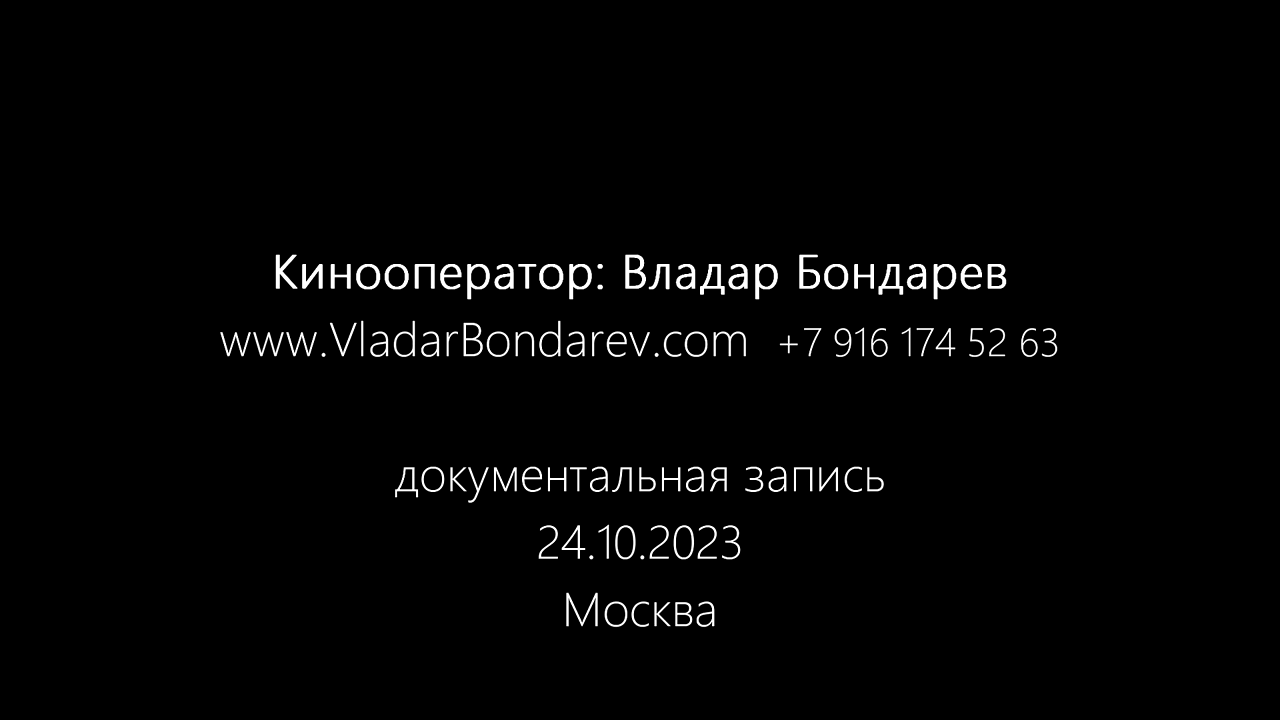 Кинооператор: Владар Бондарев
www.VladarBondarev.com +7 916 174 52 63
документальная запись
24.10.2023
Москва